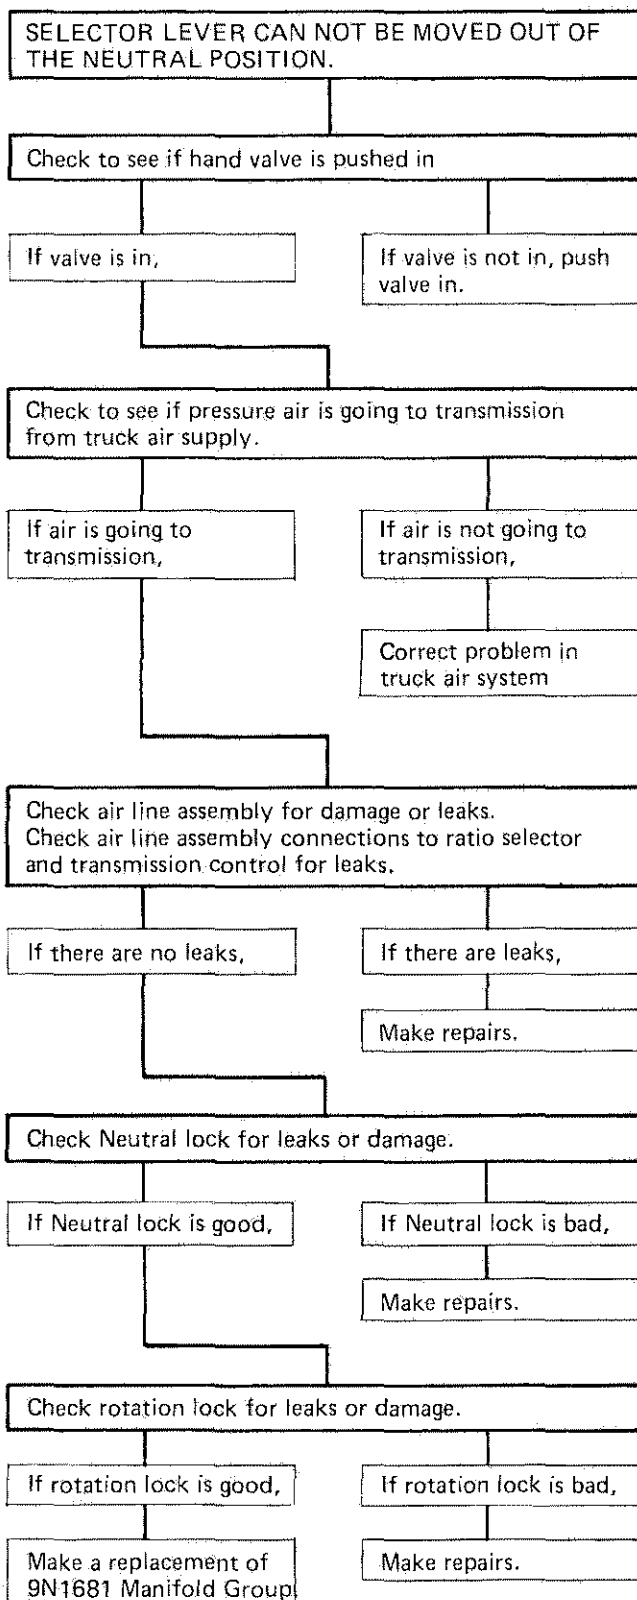 SELECTOR LEVER CAN NOT BE MOVED OUT OF
THE NEUTRAL POSITION.
Check to see if hand valve is pushed in
If valve is in,
If valve is not in, push
valve in.
Check to see if pressure air is going to transmission
from truck air supply.
If air is going to
transmission,
If air is not going to
transmission,
Correct problem in
truck air system
Check air line assembly for damage or leaks.
Check air line assembly connections to ratio selector
and transmission control for leaks.
If there are no leaks,
If there are leaks,
Make repairs.
Check Neutral lock for leaks or damage.
If Neutral lock is good,
If Neutral lock is bad,
Make repairs.
Check rotation lock for leaks or damage.
If rotation lock is good,
If rotation lock is bad,
Make a replacement of
9N1681 Manifold Group
Make repairs.